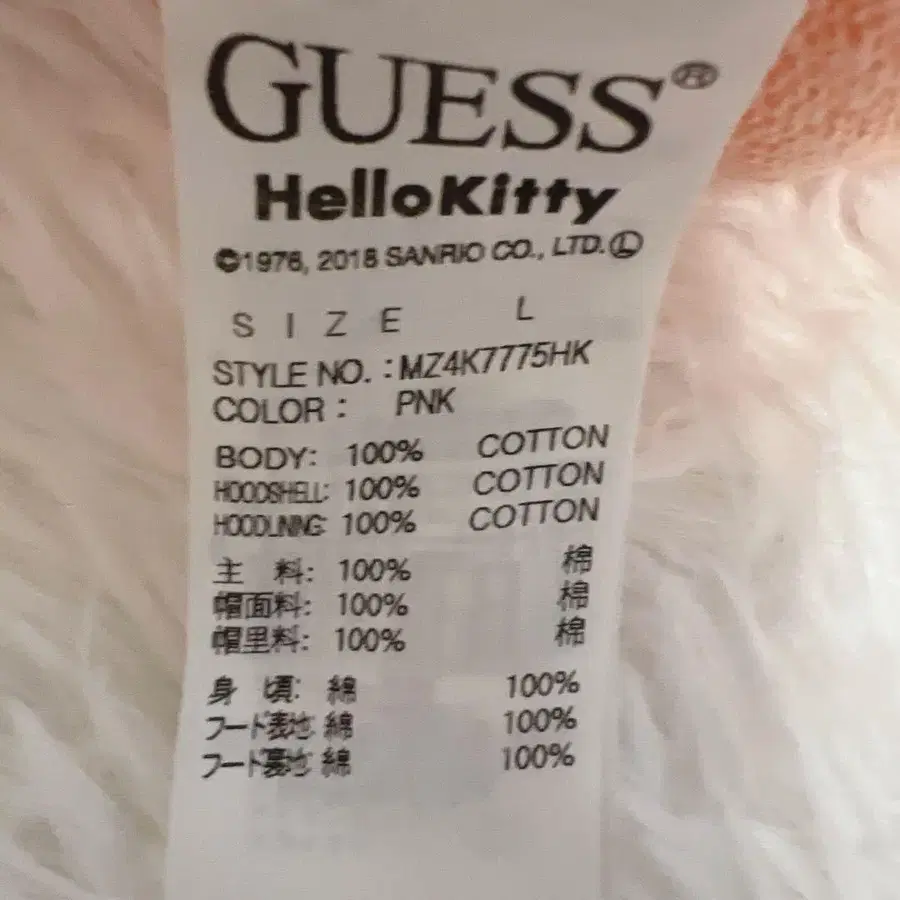 GUESS®
HelloKitty
©1976, 2018 SANRIO CO., LTD.Ⓛ
SIZE L
STYLE NO. : MZ4K7775HK
COLOR : PNK
BODY: 100% COTTON
HOODSHELL: 100% COTTON
HOODLINING: 100% COTTON
主 料: 100% 棉
帽面料: 100% 棉
帽里料: 100% 棉
身 頃: 綿 100%
フード表地: 綿 100%
フード裏地: 綿 100%